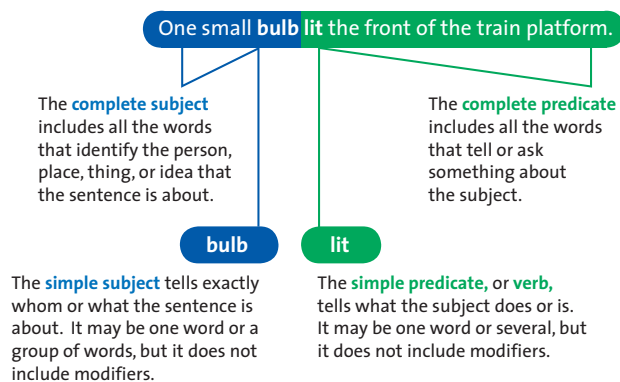 One small bulb lit the front of the train platform.
The complete subject
includes all the words
that identify the person,
place, thing, or idea that
the sentence is about.
The complete predicate
includes all the words
that tell or ask
something about
the subject.
bulb
lit
The simple subject tells exactly
whom or what the sentence is
about. It may be one word or a
group of words, but it does not
include modifiers.
The simple predicate, or verb,
tells what the subject does or is.
It may be one word or several, but
it does not include modifiers.